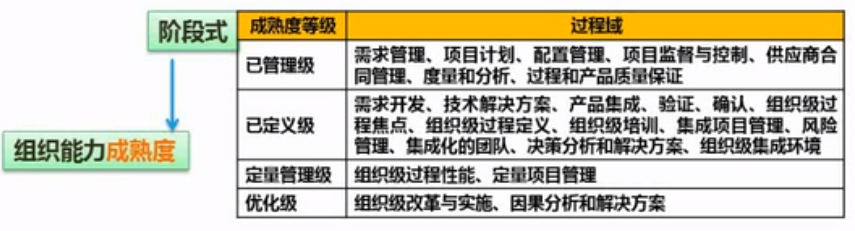 阶段式
组织能力成熟度
成熟度等级 过程域
已管理级
需求管理、项目计划、配置管理、项目监督与控制、供应商合
同管理、度量和分析、过程和产品质量保证
已定义级
需求开发、技术解决方案、产品集成、验证、确认、组织级过
程焦点、组织级过程定义、组织级培训、集成项目管理、风险
管理、集成化的团队、决策分析和解决方案、组织级集成环境
定量管理级 组织级过程性能、定量项目管理
优化级 组织级改革与实施、因果分析和解决方案